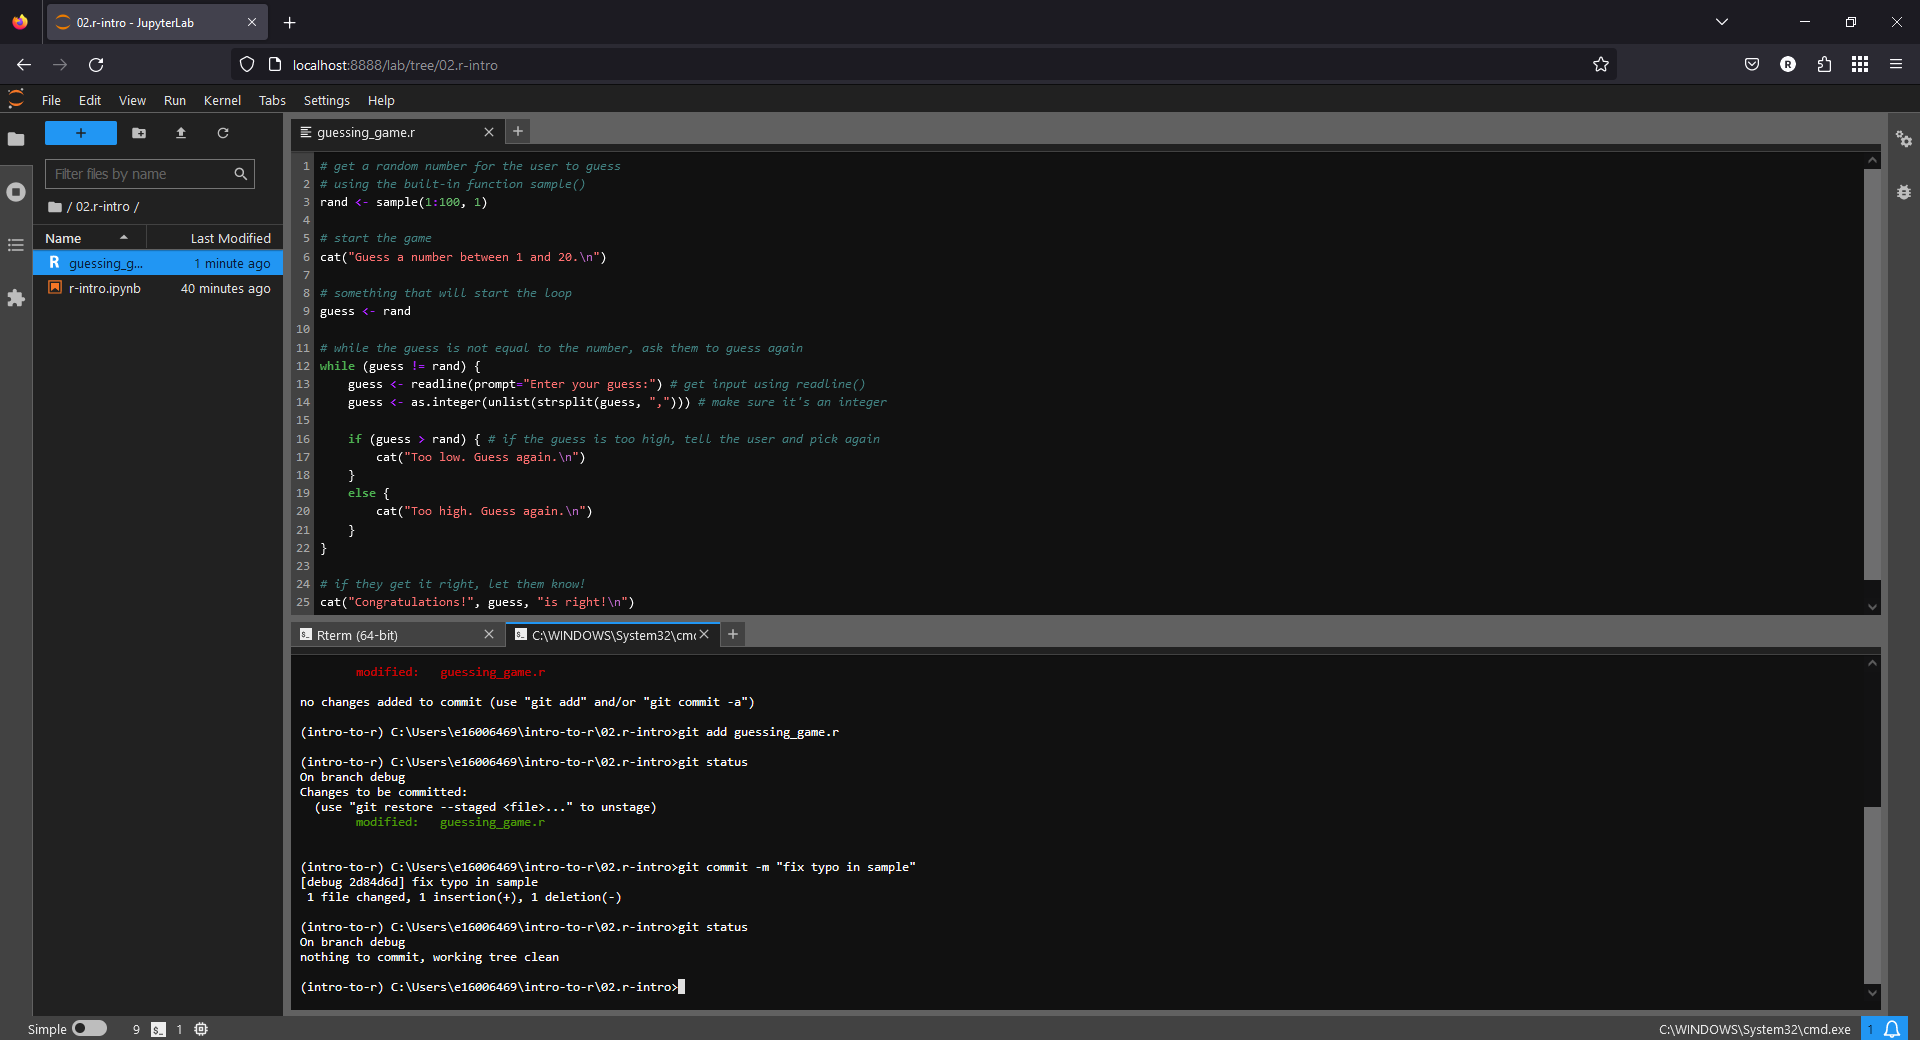 02.r-intro - JupyterLab
localhost:8888/lab/tree/02.r-intro
R
File Edit View Run Kernel Tabs Settings Help
+
Filter files by name
/ 02.r-intro /
Name Last Modified
R guessing_g... 1 minute ago
r-intro.ipynb 40 minutes ago
guessing_game.r
1 # get a random number for the user to guess
2 # using the built-in function sample()
3 rand <- sample(1:100, 1)
4
5 # start the game
6 cat("Guess a number between 1 and 20.\n")
7
8 # something that will start the loop
9 guess <- rand
10
11 # while the guess is not equal to the number, ask them to guess again
12 while (guess != rand) {
13     guess <- readline(prompt="Enter your guess:") # get input using readline()
14     guess <- as.integer(unlist(strsplit(guess, ","))) # make sure it's an integer
15
16     if (guess > rand) { # if the guess is too high, tell the user and pick again
17         cat("Too low. Guess again.\n")
18     }
19     else {
20         cat("Too high. Guess again.\n")
21     }
22 }
23
24 # if they get it right, let them know!
25 cat("Congratulations!", guess, "is right!\n")
Rterm (64-bit)
C:\WINDOWS\System32\cmc
modified:   guessing_game.r
no changes added to commit (use "git add" and/or "git commit -a")
(intro-to-r) C:\Users\e16006469\intro-to-r\02.r-intro>git add guessing_game.r
(intro-to-r) C:\Users\e16006469\intro-to-r\02.r-intro>git status
On branch debug
Changes to be committed:
  (use "git restore --staged <file>..." to unstage)
        modified:   guessing_game.r
(intro-to-r) C:\Users\e16006469\intro-to-r\02.r-intro>git commit -m "fix typo in sample"
[debug 2d84d6d] fix typo in sample
 1 file changed, 1 insertion(+), 1 deletion(-)
(intro-to-r) C:\Users\e16006469\intro-to-r\02.r-intro>git status
On branch debug
nothing to commit, working tree clean
(intro-to-r) C:\Users\e16006469\intro-to-r\02.r-intro>
Simple 9 $_ 1 C:\WINDOWS\System32\cmd.exe 1